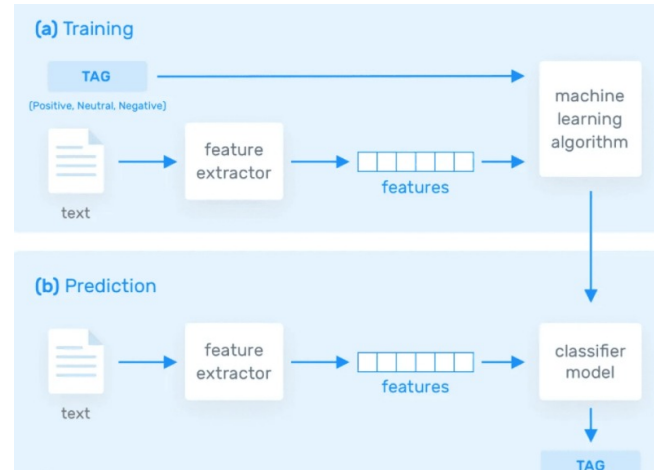 (a) Training
TAG
(Positive, Neutral, Negative)
text
feature
extractor
features
machine
learning
algorithm
(b) Prediction
text
feature
extractor
features
classifier
model
TAG